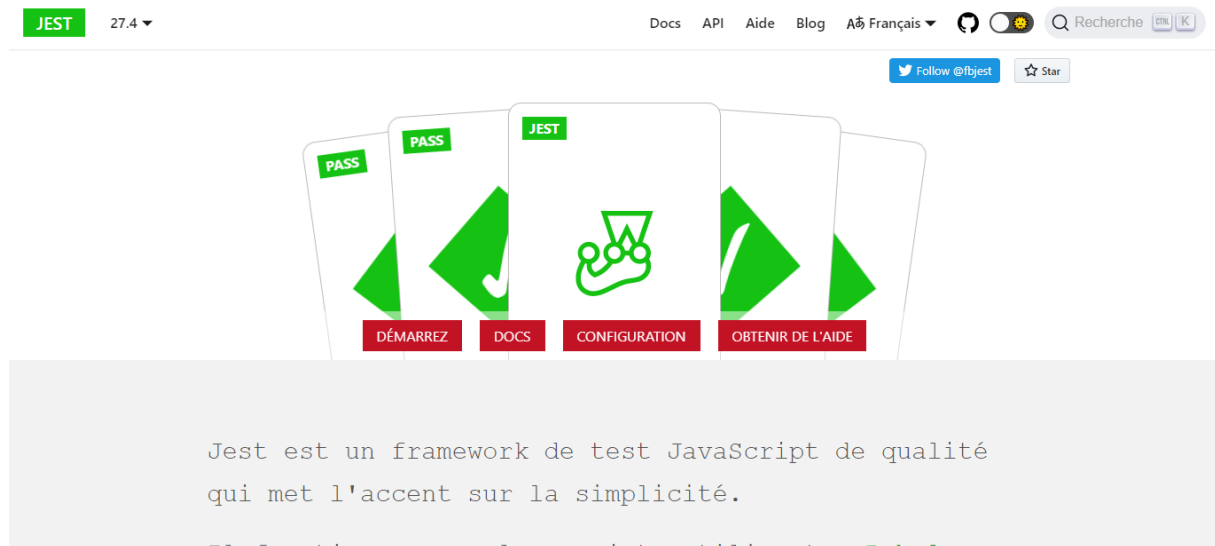 JEST 27.4 Docs API Aide Blog Français Recherche CTRL K
Follow @fbjest Star
JEST
PASS
PASS
DÉMARREZ DOCS CONFIGURATION OBTENIR DE L'AIDE
Jest est un framework de test JavaScript de qualité
qui met l'accent sur la simplicité.